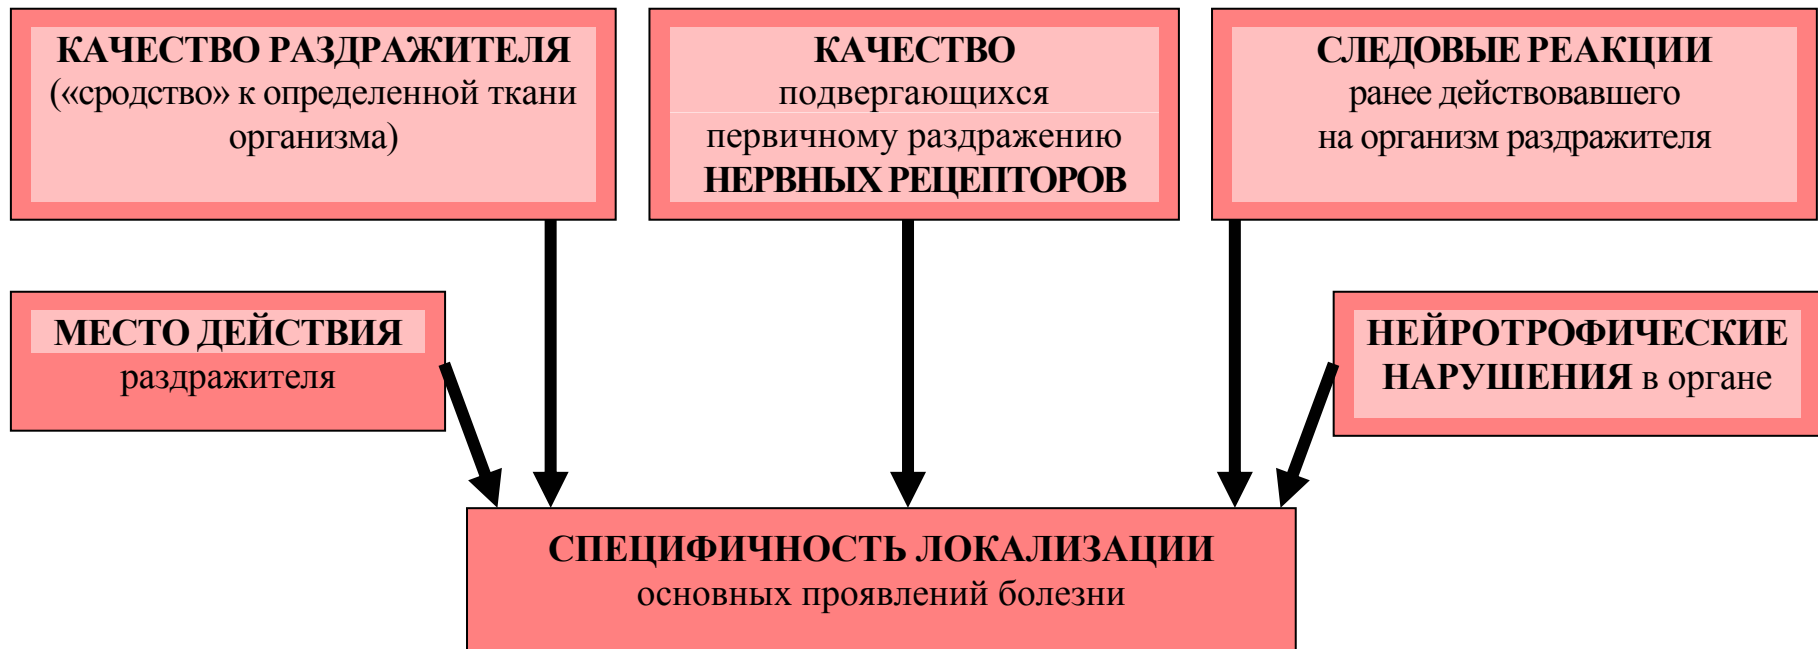 КАЧЕСТВО РАЗДРАЖИТЕЛЯ
(«сродство» к определенной ткани
организма)
КАЧЕСТВО
подвергающихся
первичному раздражению
НЕРВНЫХ РЕЦЕПТОРОВ
СЛЕДОВЫЕ РЕАКЦИИ
ранее действовавшего
на организм раздражителя
МЕСТО ДЕЙСТВИЯ
раздражителя
НЕЙРОТРОФИЧЕСКИЕ
НАРУШЕНИЯ в органе
СПЕЦИФИЧНОСТЬ ЛОКАЛИЗАЦИИ
основных проявлений болезни